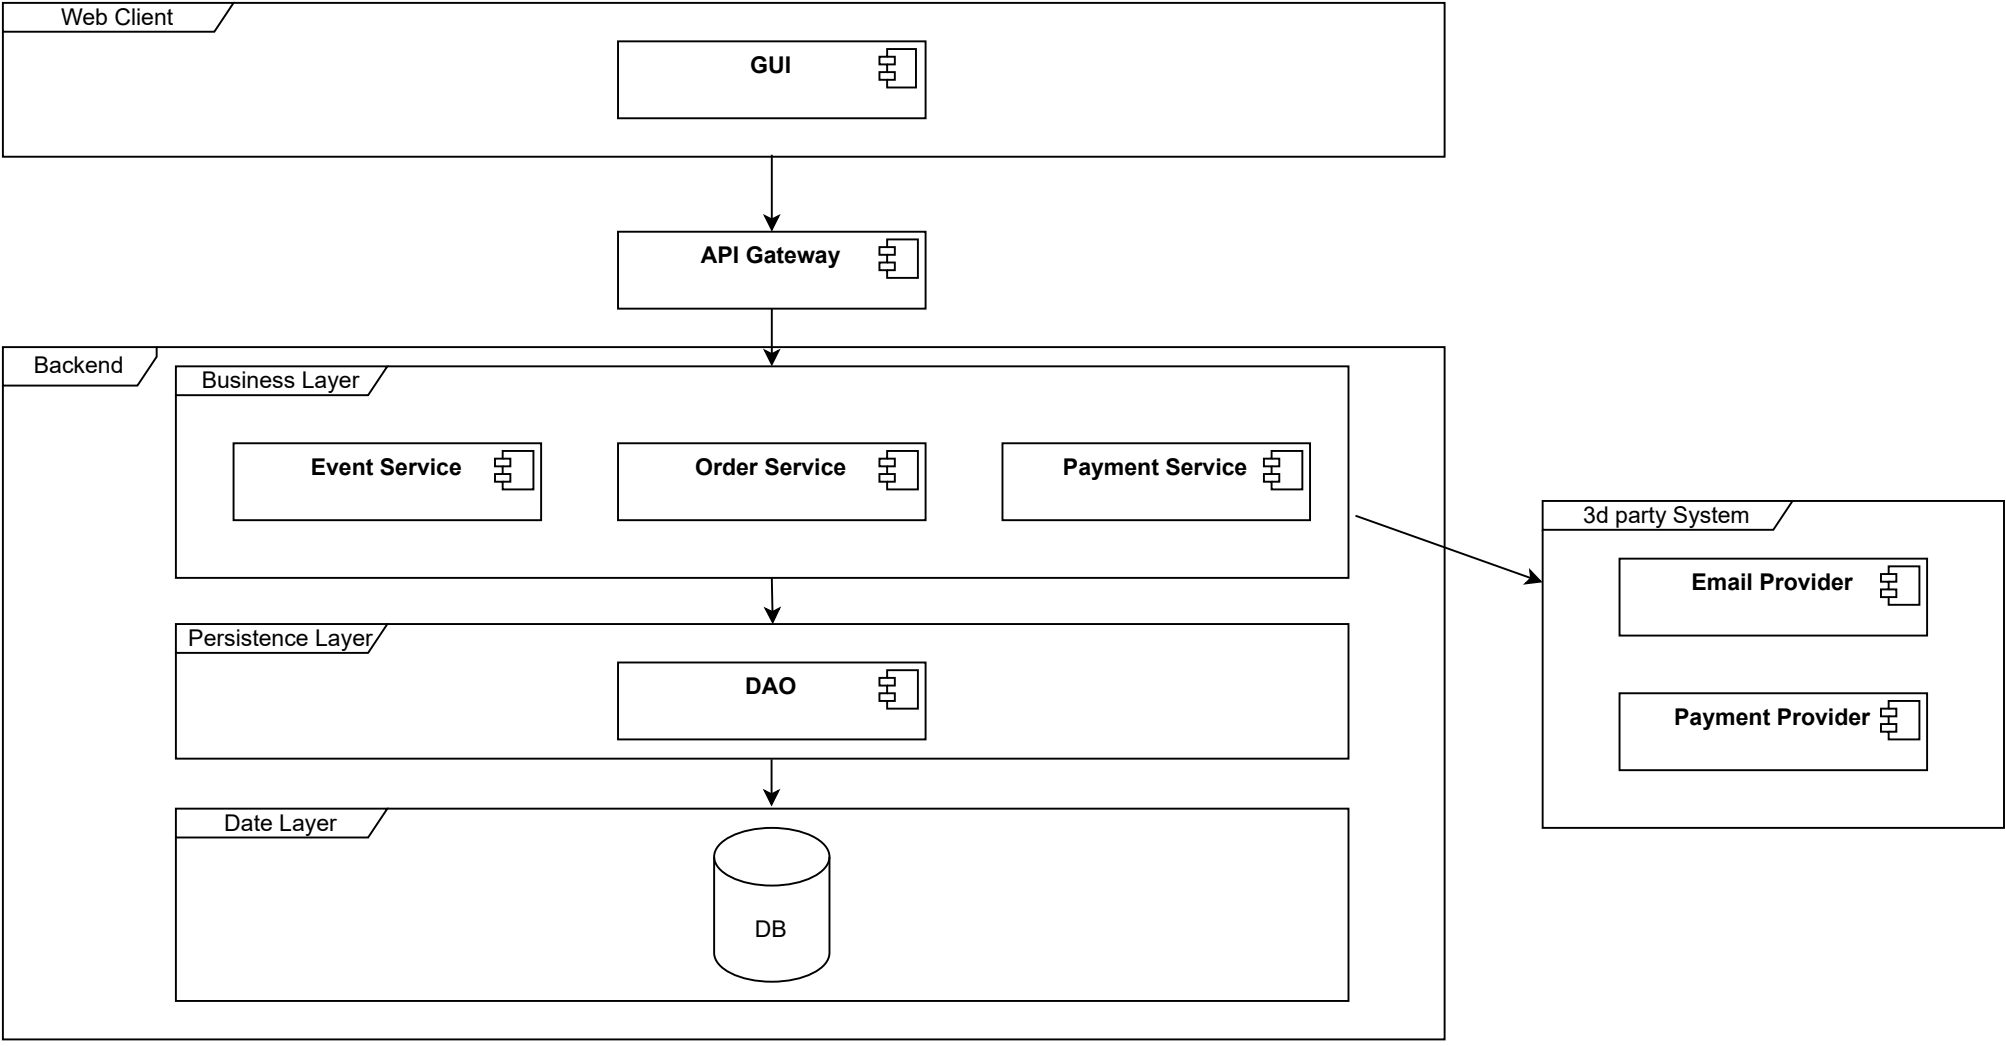 Web Client
GUI
API Gateway
Backend
Business Layer
Event Service
Order Service
Payment Service
3d party System
Email Provider
Payment Provider
Persistence Layer
DAO
Date Layer
DB